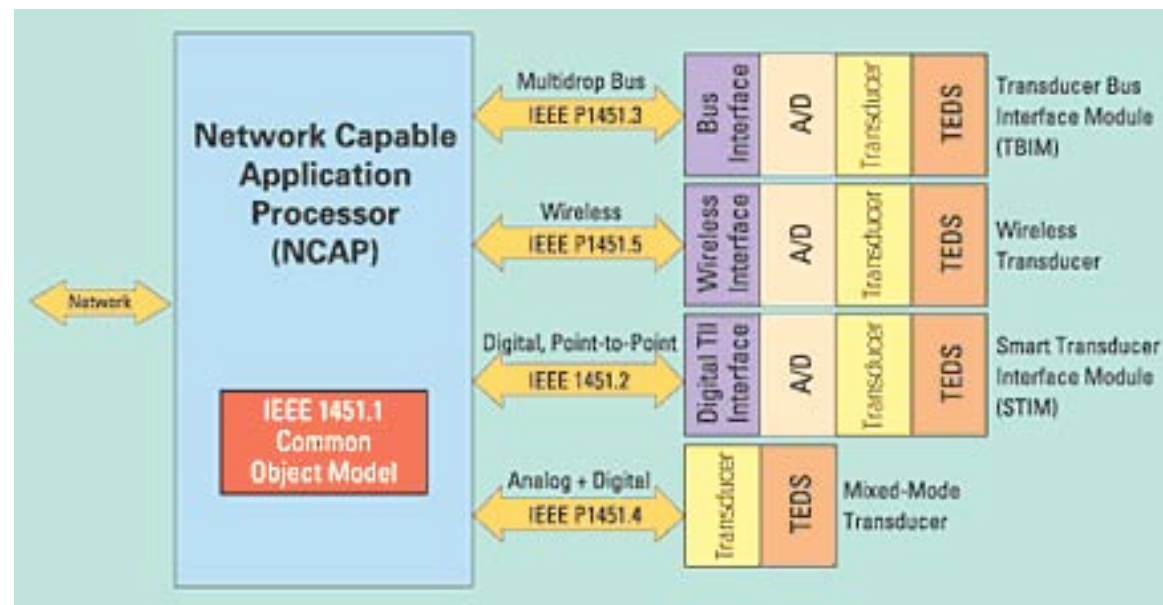 Network
Network Capable
Application
Processor
(NCAP)
IEEE 1451.1
Common
Object Model
Multidrop Bus
IEEE P1451.3
Bus
Interface
A/D
Transducer
TEDS
Transducer Bus
Interface Module
(TBIM)
Wireless
IEEE P1451.5
Wireless
Interface
A/D
Transducer
TEDS
Wireless
Transducer
Digital, Point-to-Point
IEEE 1451.2
Digital TII
Interface
A/D
Transducer
TEDS
Smart Transducer
Interface Module
(STIM)
Analog + Digital
IEEE P1451.4
Transducer
TEDS
Mixed-Mode
Transducer